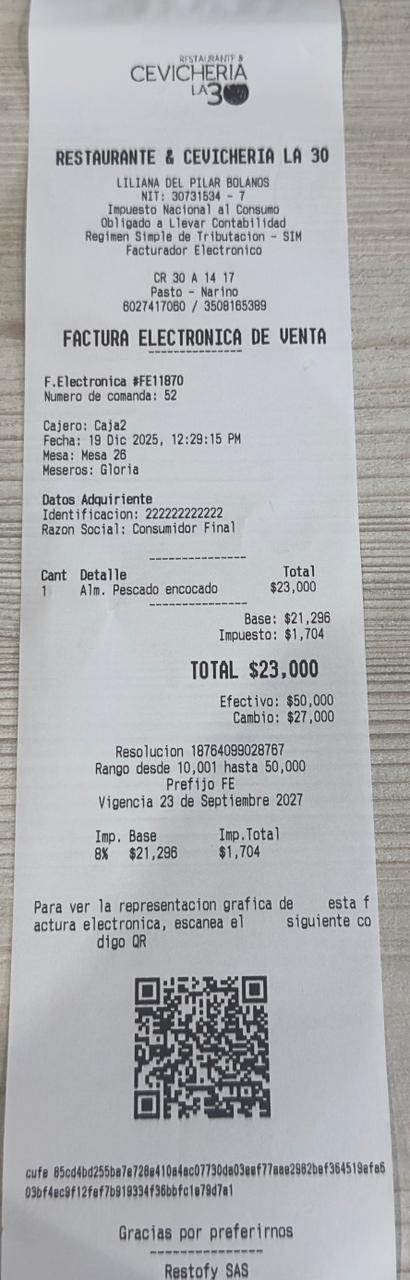 RESTAURANTE &
CEVICHERIA
LA 30
RESTAURANTE & CEVICHERIA LA 30
LILIANA DEL PILAR BOLANOS
NIT: 30731534 - 7
Impuesto Nacional al Consumo
Obligado a Llevar Contabilidad
Regimen Simple de Tributacion - SIM
Facturador Electronico
CR 30 A 14 17
Pasto - Narino
6027417060 / 3508165389
FACTURA ELECTRONICA DE VENTA
---------------
F.Electronica #FE11870
Numero de comanda: 52
Cajero: Caja2
Fecha: 19 Dic 2025, 12:29:15 PM
Mesa: Mesa 26
Meseros: Gloria
Datos Adquiriente
Identificacion: 222222222222
Razon Social: Consumidor Final
---------------
Cant Detalle Total
1 Alm. Pescado encocado $23,000
---------------
Base: $21,296
Impuesto: $1,704
TOTAL $23,000
Efectivo: $50,000
Cambio: $27,000
Resolucion 18764099028767
Rango desde 10,001 hasta 50,000
Prefijo FE
Vigencia 23 de Septiembre 2027
Imp. Base Imp.Total
8% $21,296 $1,704
Para ver la representacion grafica de esta f
actura electronica, escanea el siguiente co
digo QR
cufe
Gracias por preferirnos
---------------
Restofy SAS